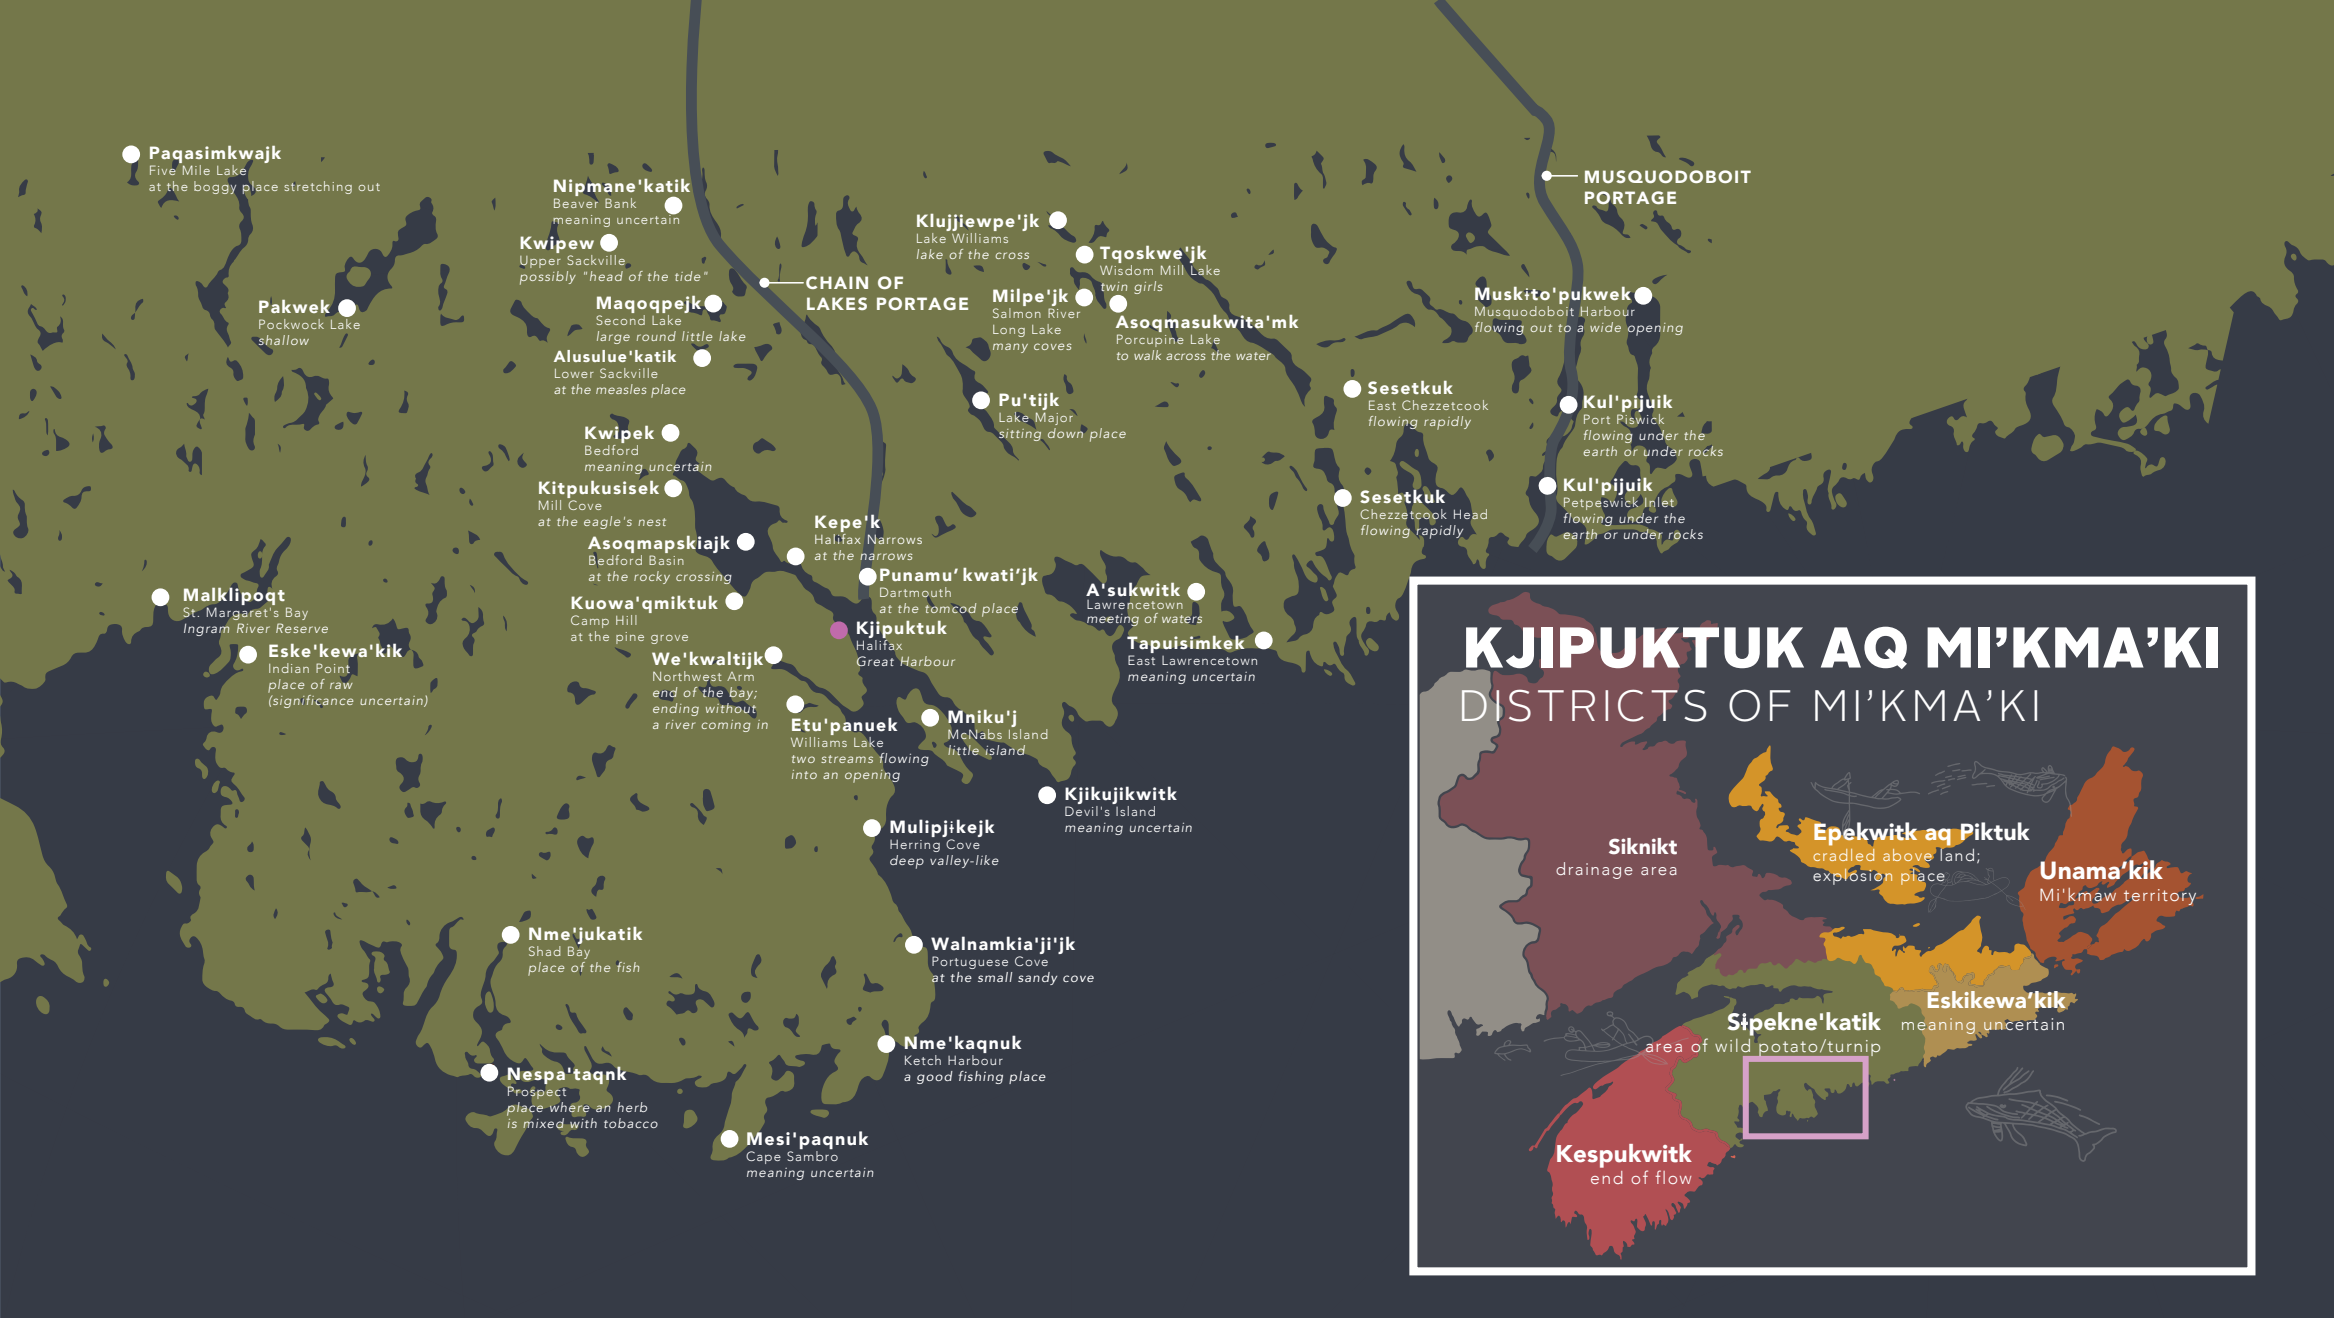 Paqasimkwajk
Five Mile Lake
at the boggy place stretching out
Nipmane'katik
Beaver Bank
meaning uncertain
Kwipew
Upper Sackville
possibly "head of the tide"
Pakwek
Pockwock Lake
shallow
Maqoqpejk
Second Lake
large round little lake
Alusulue'katik
Lower Sackville
at the measles place
CHAIN OF
LAKES PORTAGE
Klujjiewpe'jk
Lake Williams
lake of the cross
Tqoskwe'jk
Wisdom Mill Lake
twin girls
Milpe'jk
Salmon River
Long Lake
many coves
Asoqmasukwita'mk
Porcupine Lake
to walk across the water
Pu'tijk
Lake Major
sitting down place
MUSQUODOBOIT
PORTAGE
Muskɨto'pukwek
Musquodoboit Harbour
flowing out to a wide opening
Sesetkuk
East Chezzetcook
flowing rapidly
Kul'pijuik
Port Piswick
flowing under the
earth or under rocks
Sesetkuk
Chezzetcook Head
flowing rapidly
Kul'pijuik
Petpeswick Inlet
flowing under the
earth or under rocks
Kwipek
Bedford
meaning uncertain
Kitpukusisek
Mill Cove
at the eagle's nest
Asoqmapskiajk
Bedford Basin
at the rocky crossing
Kepe'k
Halifax Narrows
at the narrows
Punamu’kwati’jk
Dartmouth
at the tomcod place
Kuowa'qmiktuk
Camp Hill
at the pine grove
Kjipuktuk
Halifax
Great Harbour
We'kwaltijk
Northwest Arm
end of the bay;
ending without
a river coming in
Etu'panuek
Williams Lake
two streams flowing
into an opening
Mniku'j
McNabs Island
little island
A'sukwitk
Lawrencetown
meeting of waters
Tapuisimkek
East Lawrencetown
meaning uncertain
Malklipoqt
St. Margaret's Bay
Ingram River Reserve
Eske'kewa'kik
Indian Point
place of raw
(significance uncertain)
Kjikujikwitk
Devil's Island
meaning uncertain
Mulipjɨkejk
Herring Cove
deep valley-like
Nme'jukatik
Shad Bay
place of the fish
Walnamkia'ji'jk
Portuguese Cove
at the small sandy cove
Nme'kaqnuk
Ketch Harbour
a good fishing place
Nespa'taqnk
Prospect
place where an herb
is mixed with tobacco
Mesi'paqnuk
Cape Sambro
meaning uncertain
KJIPUKTUK AQ MI’KMA’KI
DISTRICTS OF MI’KMA’KI
Siknikt
drainage area
Epekwitk aq Piktuk
cradled above land;
explosion place
Unama’kik
Mi'kmaw territory
Eskikewa’kik
meaning uncertain
Sɨpekne'katik
area of wild potato/turnip
Kespukwitk
end of flow